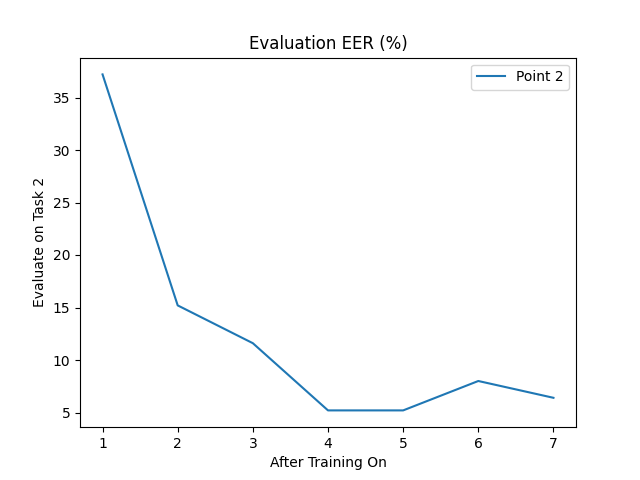 Evaluation EER (%)
Point 2
35
30
25
20
15
10
5
Evaluate on Task 2
1 2 3 4 5 6 7
After Training On